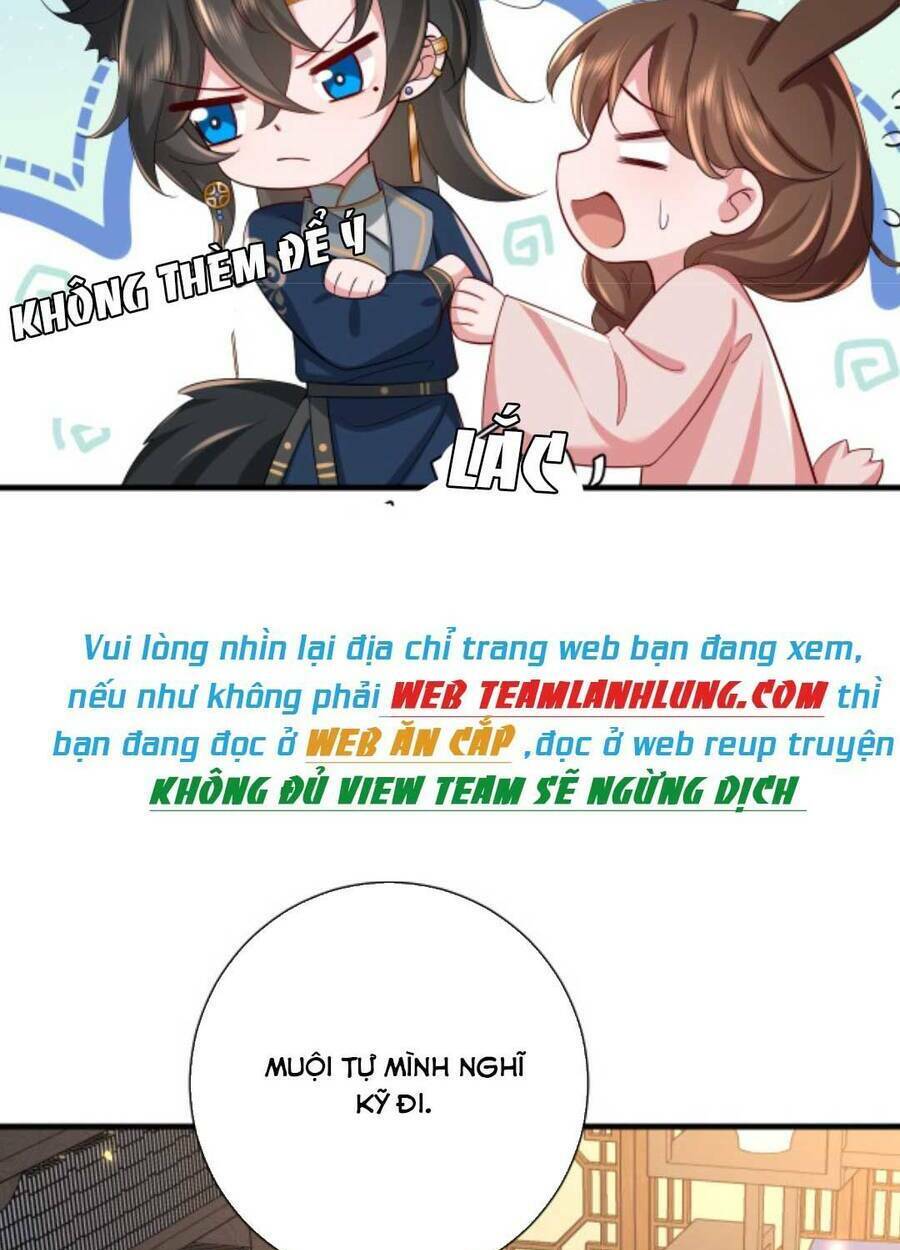 KHÔNG THÈM ĐỂ Ý
LẮC
Vui lòng nhìn lại địa chỉ trang web bạn đang xem,
nếu như không phải WEB TEAMLANHLUNG.COM thì
bạn đang đọc ở WEB ĂN CẮP ,đọc ở web reup truyện
KHÔNG ĐỦ VIEW TEAM SẼ NGỪNG DỊCH
MUỘI TỰ MÌNH NGHĨ
KỸ ĐI.